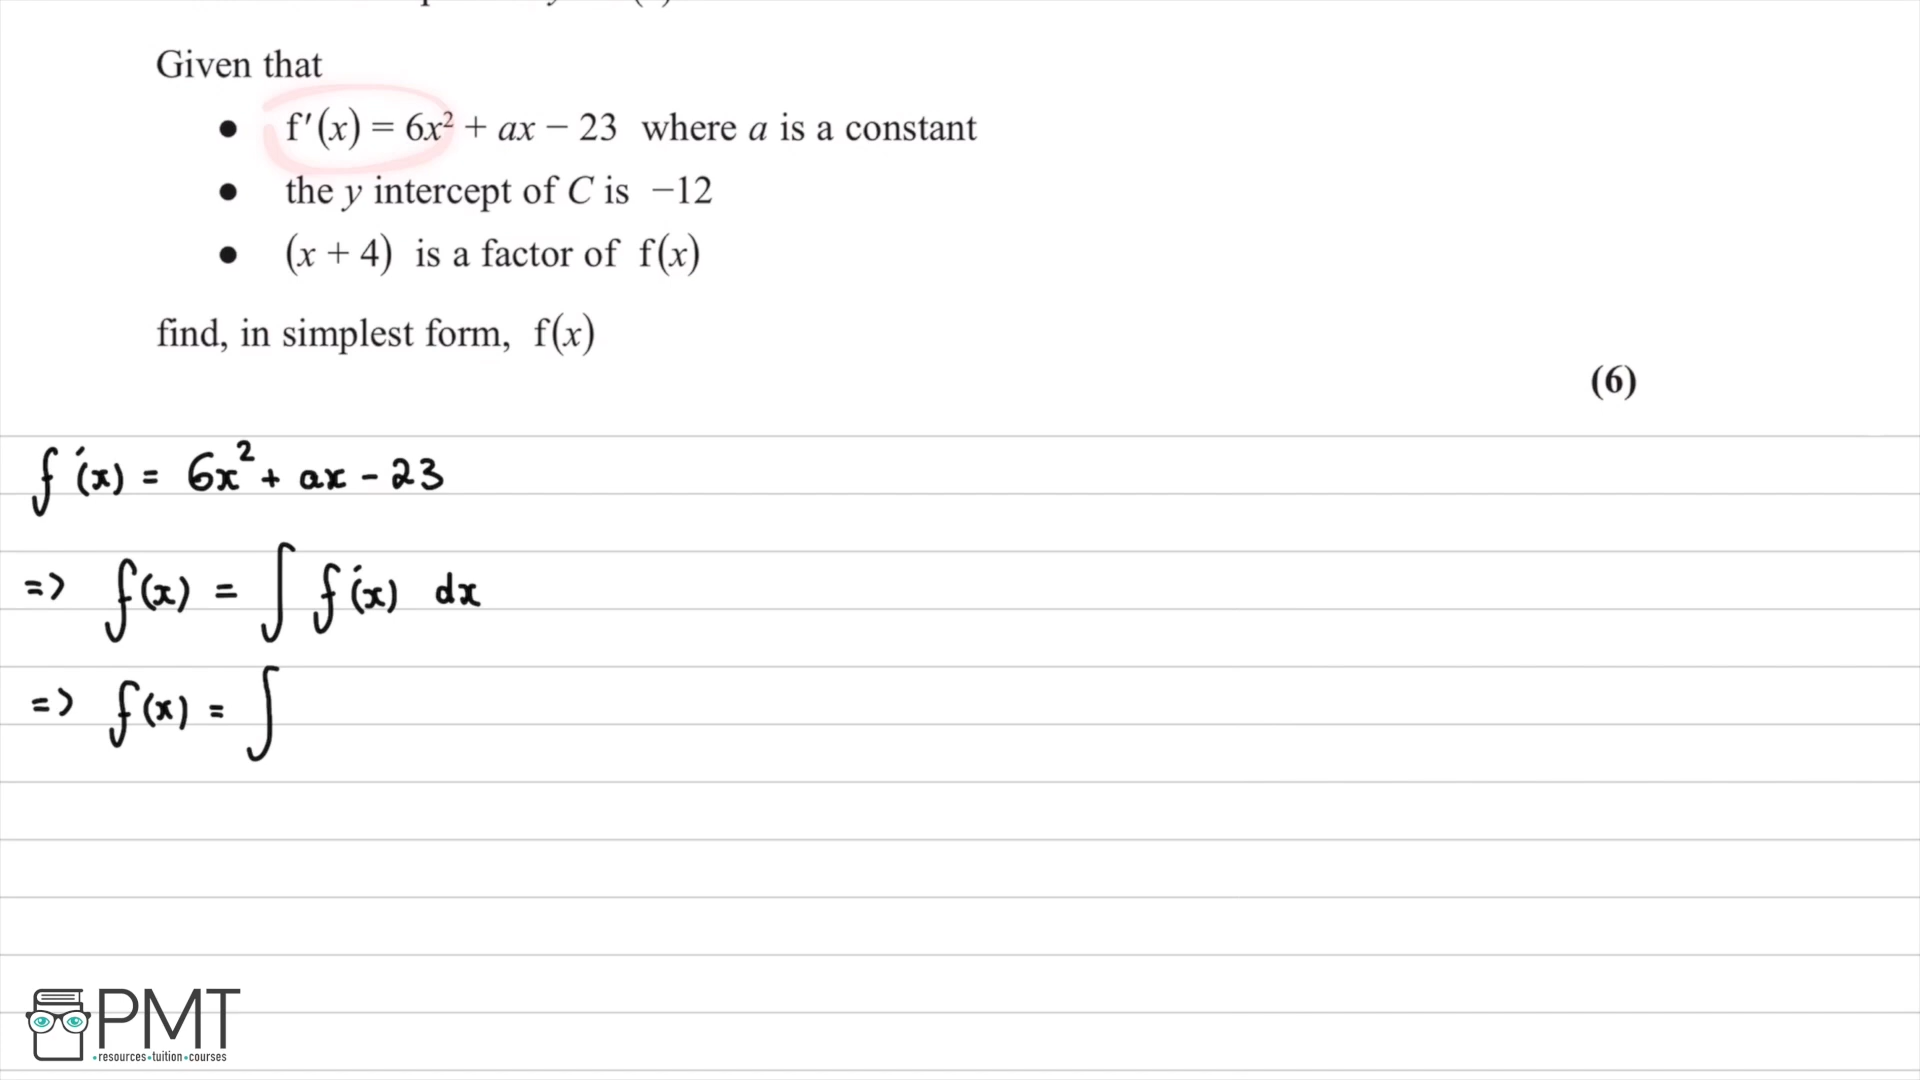 Given that
● f′(x) = 6x² + ax − 23 where a is a constant
● the y intercept of C is −12
● (x + 4) is a factor of f(x)
find, in simplest form, f(x)
(6)
f′(x) = 6x² + ax − 23
=> f(x) = ∫ f′(x) dx
=> f(x) = ∫
PMT
•resources•tuition•courses